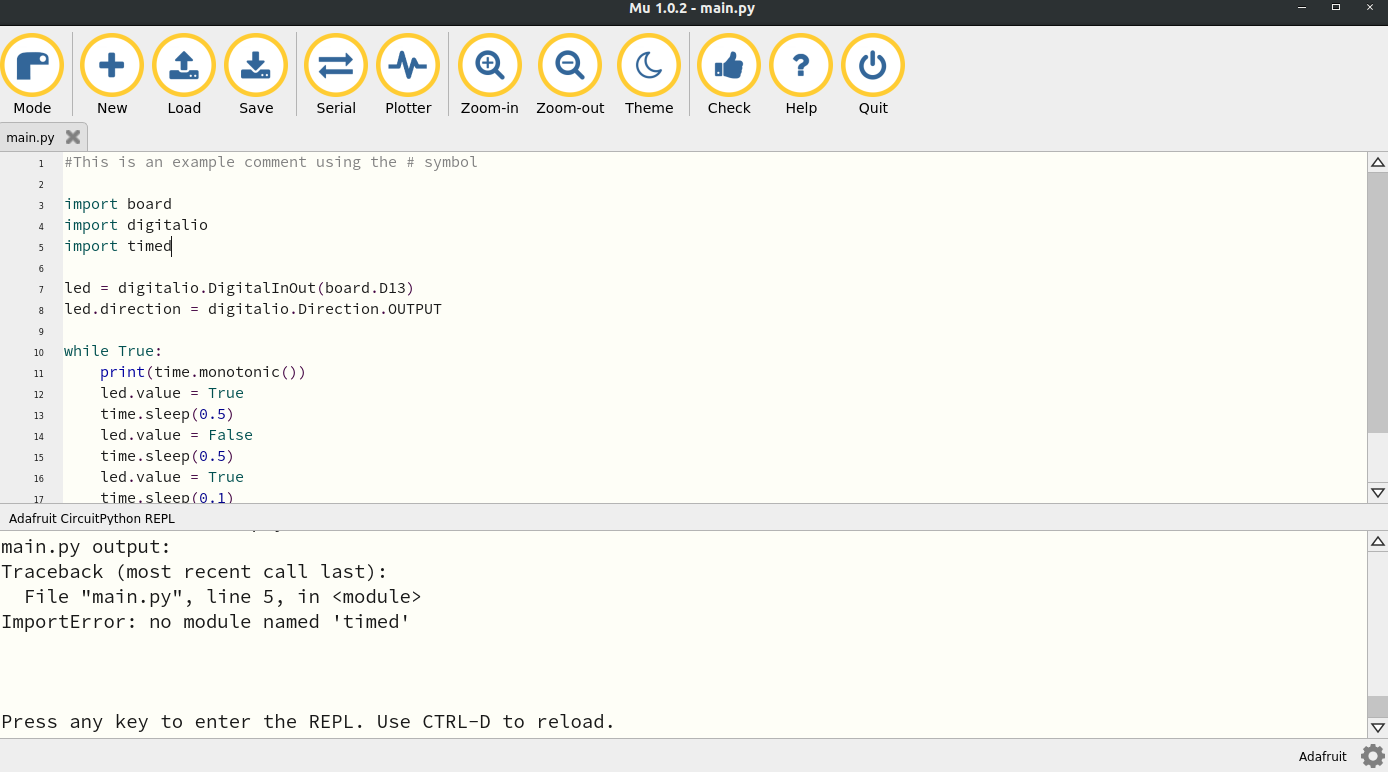 Mu 1.0.2 - main.py
Mode New Load Save Serial Plotter Zoom-in Zoom-out Theme Check Help Quit
main.py
1 #This is an example comment using the # symbol
2
3 import board
4 import digitalio
5 import timed
6
7 led = digitalio.DigitalInOut(board.D13)
8 led.direction = digitalio.Direction.OUTPUT
9
10 while True:
11     print(time.monotonic())
12     led.value = True
13     time.sleep(0.5)
14     led.value = False
15     time.sleep(0.5)
16     led.value = True
17     time.sleep(0.1)
Adafruit CircuitPython REPL
main.py output:
Traceback (most recent call last):
  File "main.py", line 5, in <module>
ImportError: no module named 'timed'
Press any key to enter the REPL. Use CTRL-D to reload.
Adafruit